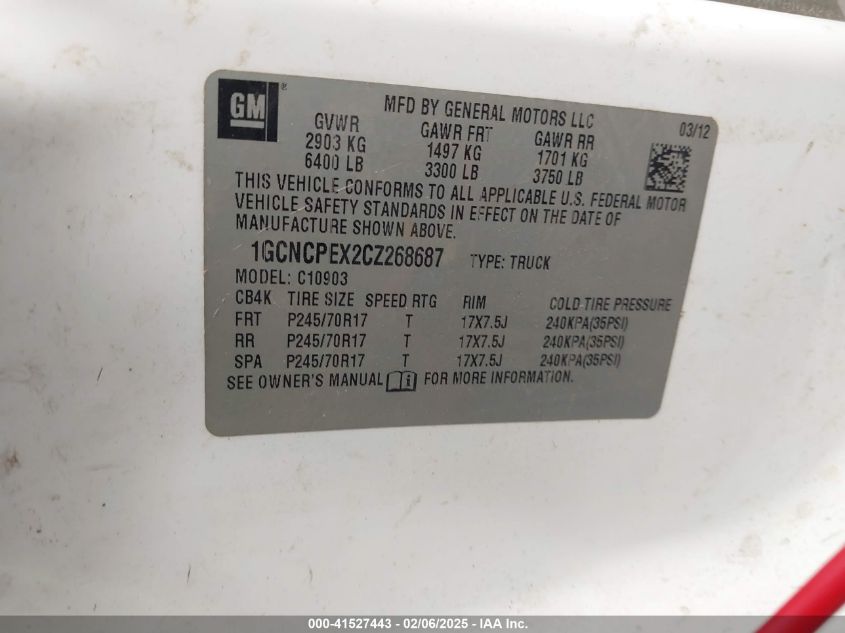 GM ®
MFD BY GENERAL MOTORS LLC
03/12
GVWR GAWR FRT GAWR RR
2903 KG 1497 KG 1701 KG
6400 LB 3300 LB 3750 LB
THIS VEHICLE CONFORMS TO ALL APPLICABLE U.S. FEDERAL MOTOR
VEHICLE SAFETY STANDARDS IN EFFECT ON THE DATE OF
MANUFACTURE SHOWN ABOVE.
1GCNCPEX2CZ268687 TYPE: TRUCK
MODEL: C10903
CB4K TIRE SIZE SPEED RTG RIM COLD TIRE PRESSURE
FRT P245/70R17 T 17X7.5J 240KPA(35PSI)
RR P245/70R17 T 17X7.5J 240KPA(35PSI)
SPA P245/70R17 T 17X7.5J 240KPA(35PSI)
SEE OWNER'S MANUAL FOR MORE INFORMATION.
000-41527443 - 02/06/2025 - IAA Inc.